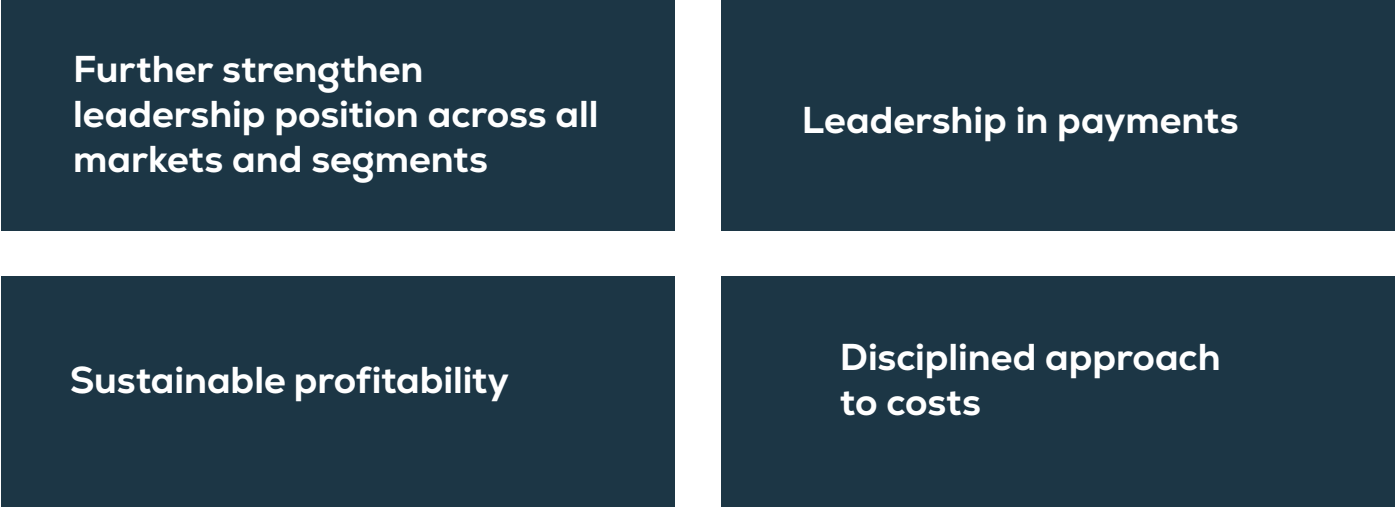 Further strengthen
leadership position across all
markets and segments
Leadership in payments
Sustainable profitability
Disciplined approach
to costs